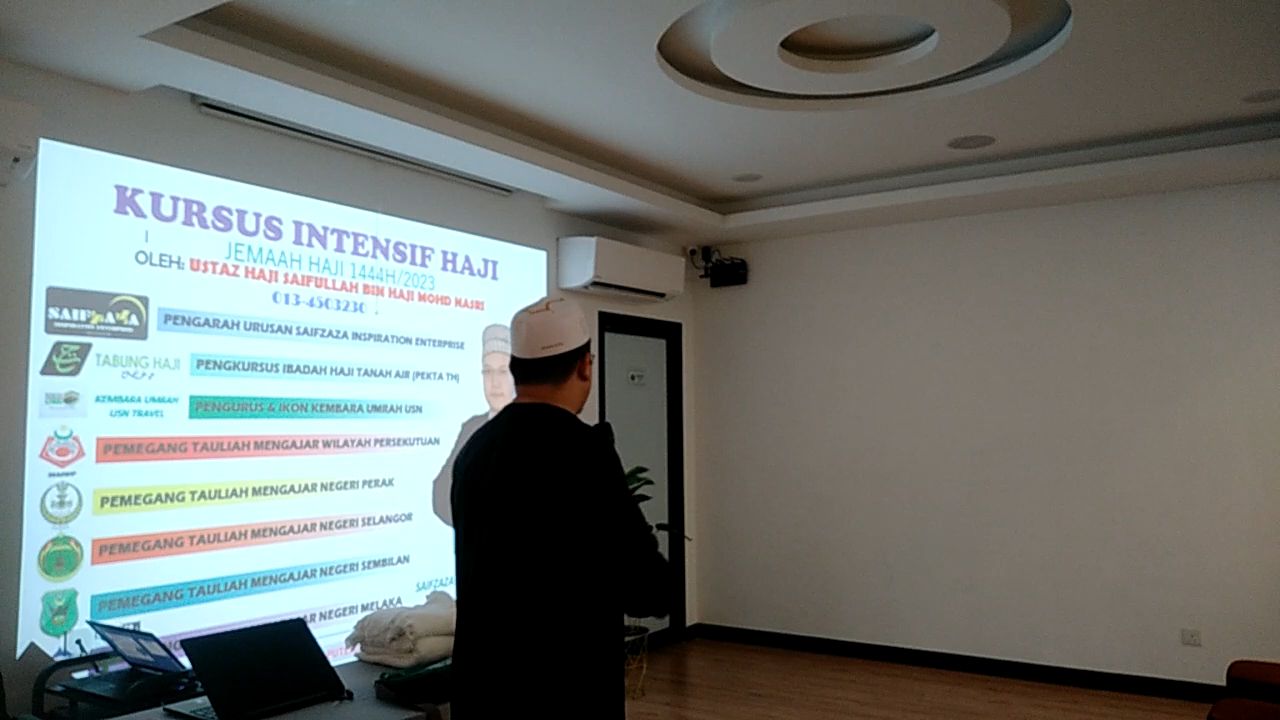 KURSUS INTENSIF HAJI
JEMAAH HAJI 1444H/2023
OLEH: USTAZ HAJI SAIFULLAH BIN HAJI MOHD NASRI
013-4503230
SAIFZAZA
PENGARAH URUSAN SAIFZAZA INSPIRATION ENTERPRISE
TABUNG HAJI
PENGKURSUS IBADAH HAJI TANAH AIR (PEKTA TH)
KEMBARA UMRAH
USN TRAVEL
PENGURUS & IKON KEMBARA UMRAH USN
PEMEGANG TAULIAH MENGAJAR WILAYAH PERSEKUTUAN
PEMEGANG TAULIAH MENGAJAR NEGERI PERAK
PEMEGANG TAULIAH MENGAJAR NEGERI SELANGOR
PEMEGANG TAULIAH MENGAJAR NEGERI SEMBILAN
SAIFZAZA
NEGERI MELAKA